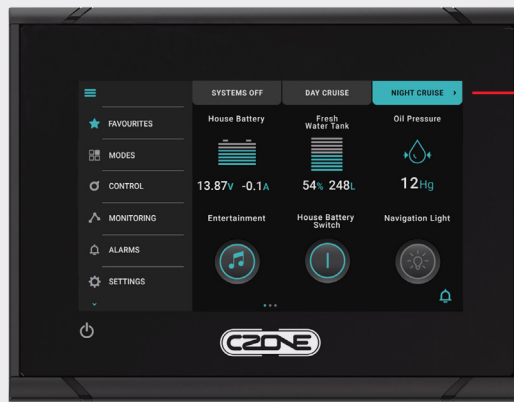 SYSTEMS OFF
DAY CRUISE
NIGHT CRUISE
FAVOURITES
MODES
CONTROL
MONITORING
ALARMS
SETTINGS
House Battery
13.87V -0.1A
Fresh
Water Tank
54% 248L
Oil Pressure
12Hg
Entertainment
House Battery
Switch
Navigation Light
CZONE